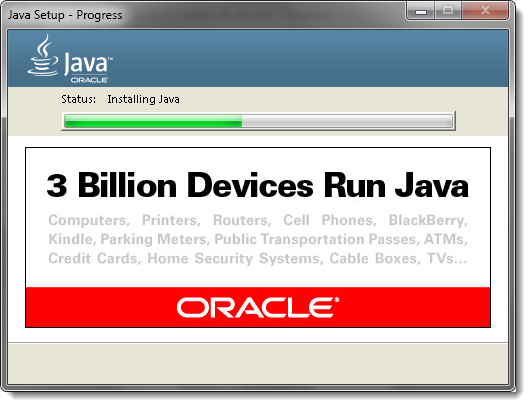 Java Setup - Progress
Java™
ORACLE
Status: Installing Java
3 Billion Devices Run Java
Computers, Printers, Routers, Cell Phones, BlackBerry,
Kindle, Parking Meters, Public Transportation Passes, ATMs,
Credit Cards, Home Security Systems, Cable Boxes, TVs...
ORACLE®